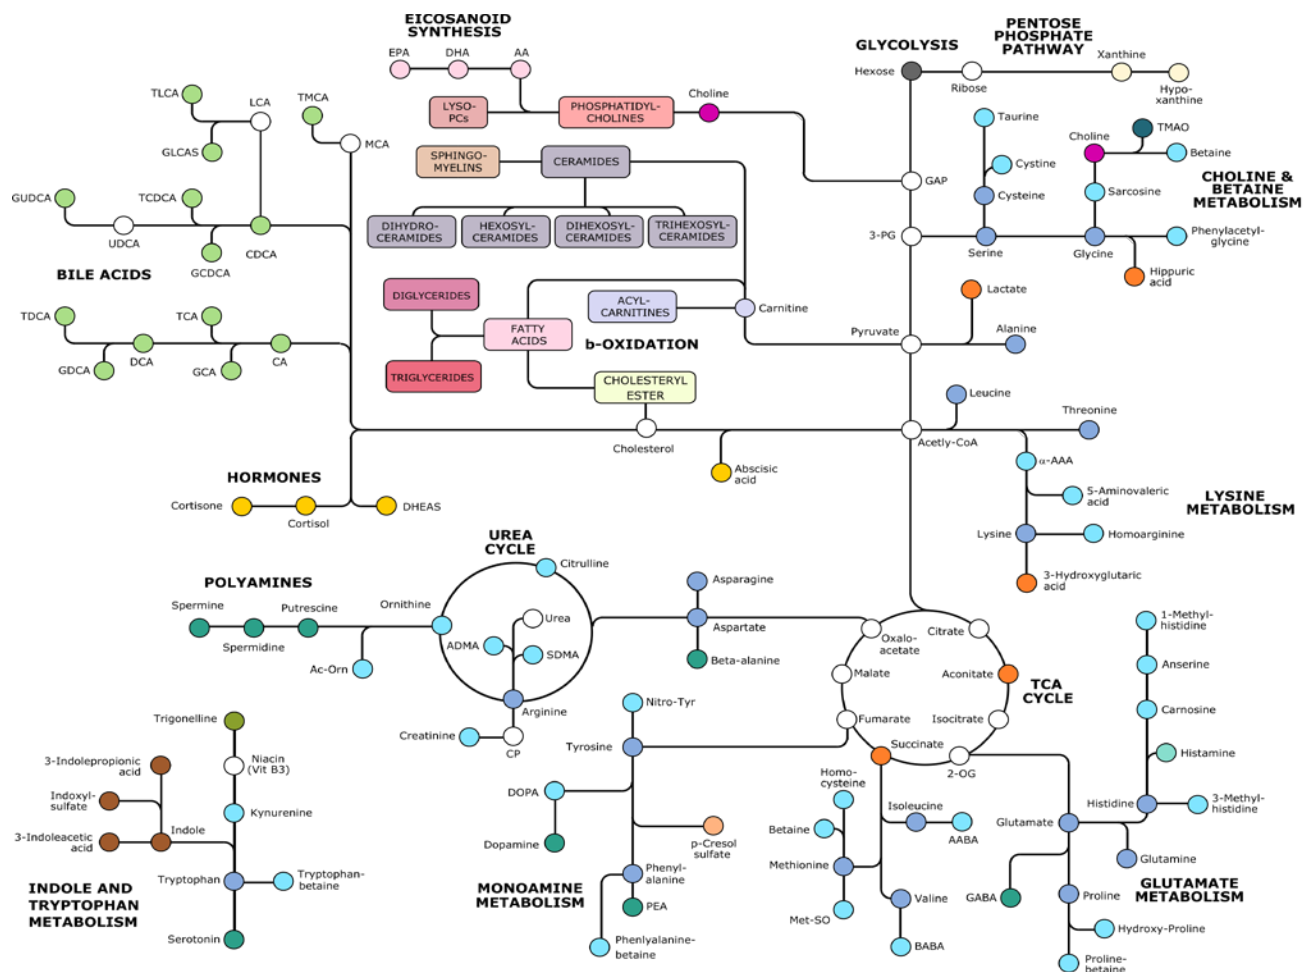 EICOSANOID
SYNTHESIS
EPA
DHA
AA
LYSO-
PCs
PHOSPHATIDYL-
CHOLINES
Choline
SPHINGO-
MYELINS
CERAMIDES
DIHYDRO-
CERAMIDES
HEXOSYL-
CERAMIDES
DIHEXOSYL-
CERAMIDES
TRIHEXOSYL-
CERAMIDES
DIGLYCERIDES
FATTY
ACIDS
TRIGLYCERIDES
ACYL-
CARNITINES
Carnitine
b-OXIDATION
CHOLESTERYL
ESTER
Cholesterol
Abscisic
acid
GLYCOLYSIS
Hexose
PENTOSE
PHOSPHATE
PATHWAY
Ribose
Xanthine
Hypo-
xanthine
GAP
3-PG
Pyruvate
Acetly-CoA
Taurine
Cystine
Cysteine
Serine
Choline
TMAO
Betaine
Sarcosine
Glycine
Phenylacetyl-
glycine
Hippuric
acid
CHOLINE &
BETAINE
METABOLISM
Lactate
Alanine
Leucine
Threonine
α-AAA
5-Aminovaleric
acid
Lysine
Homoarginine
3-Hydroxyglutaric
acid
LYSINE
METABOLISM
TLCA
LCA
GLCAS
TMCA
MCA
GUDCA
UDCA
TCDCA
GCDCA
CDCA
BILE ACIDS
TDCA
GDCA
DCA
TCA
GCA
CA
HORMONES
Cortisone
Cortisol
DHEAS
UREA
CYCLE
Citrulline
Ornithine
Urea
ADMA
SDMA
Arginine
Creatinine
CP
POLYAMINES
Spermine
Spermidine
Putrescine
Ac-Orn
Asparagine
Aspartate
Beta-alanine
TCA
CYCLE
Oxalo-
acetate
Citrate
Malate
Aconitate
Fumarate
Isocitrate
Succinate
2-OG
Trigonelline
Niacin
(Vit B3)
Kynurenine
3-Indolepropionic
acid
Indoxyl-
sulfate
3-Indoleacetic
acid
Indole
Tryptophan
Tryptophan-
betaine
Serotonin
INDOLE AND
TRYPTOPHAN
METABOLISM
Nitro-Tyr
Tyrosine
DOPA
Dopamine
p-Cresol
sulfate
Phenyl-
alanine
PEA
Phenlyalanine-
betaine
MONOAMINE
METABOLISM
Homo-
cysteine
Betaine
Methionine
Met-SO
Isoleucine
AABA
Valine
BABA
1-Methyl-
histidine
Anserine
Carnosine
Histamine
Histidine
3-Methyl-
histidine
Glutamate
Glutamine
GABA
Proline
Hydroxy-Proline
Proline-
betaine
GLUTAMATE
METABOLISM